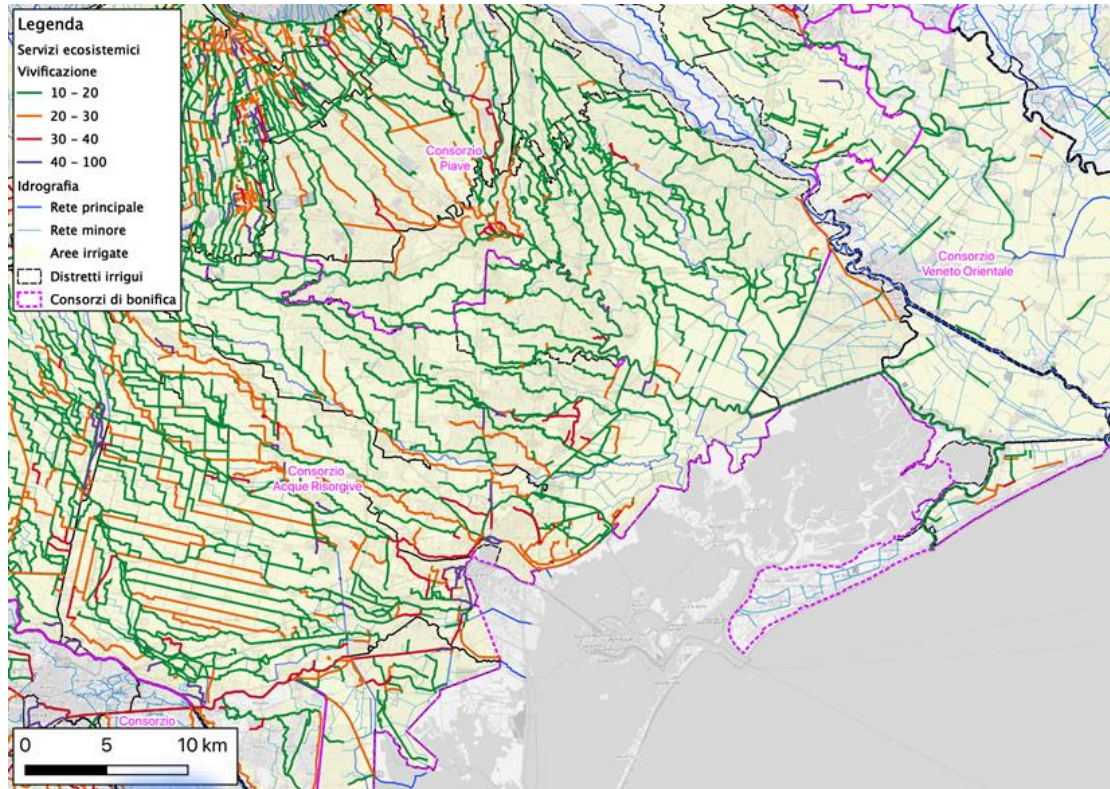 Legenda
Servizi ecosistemici
Vivificazione
10 – 20
20 – 30
30 – 40
40 – 100
Idrografia
Rete principale
Rete minore
Aree irrigate
Distretti irrigui
Consorzi di bonifica
Consorzio
Piave
Consorzio
Veneto Orientale
Consorzio
Acque Risorgive
Consorzio
0 5 10 km